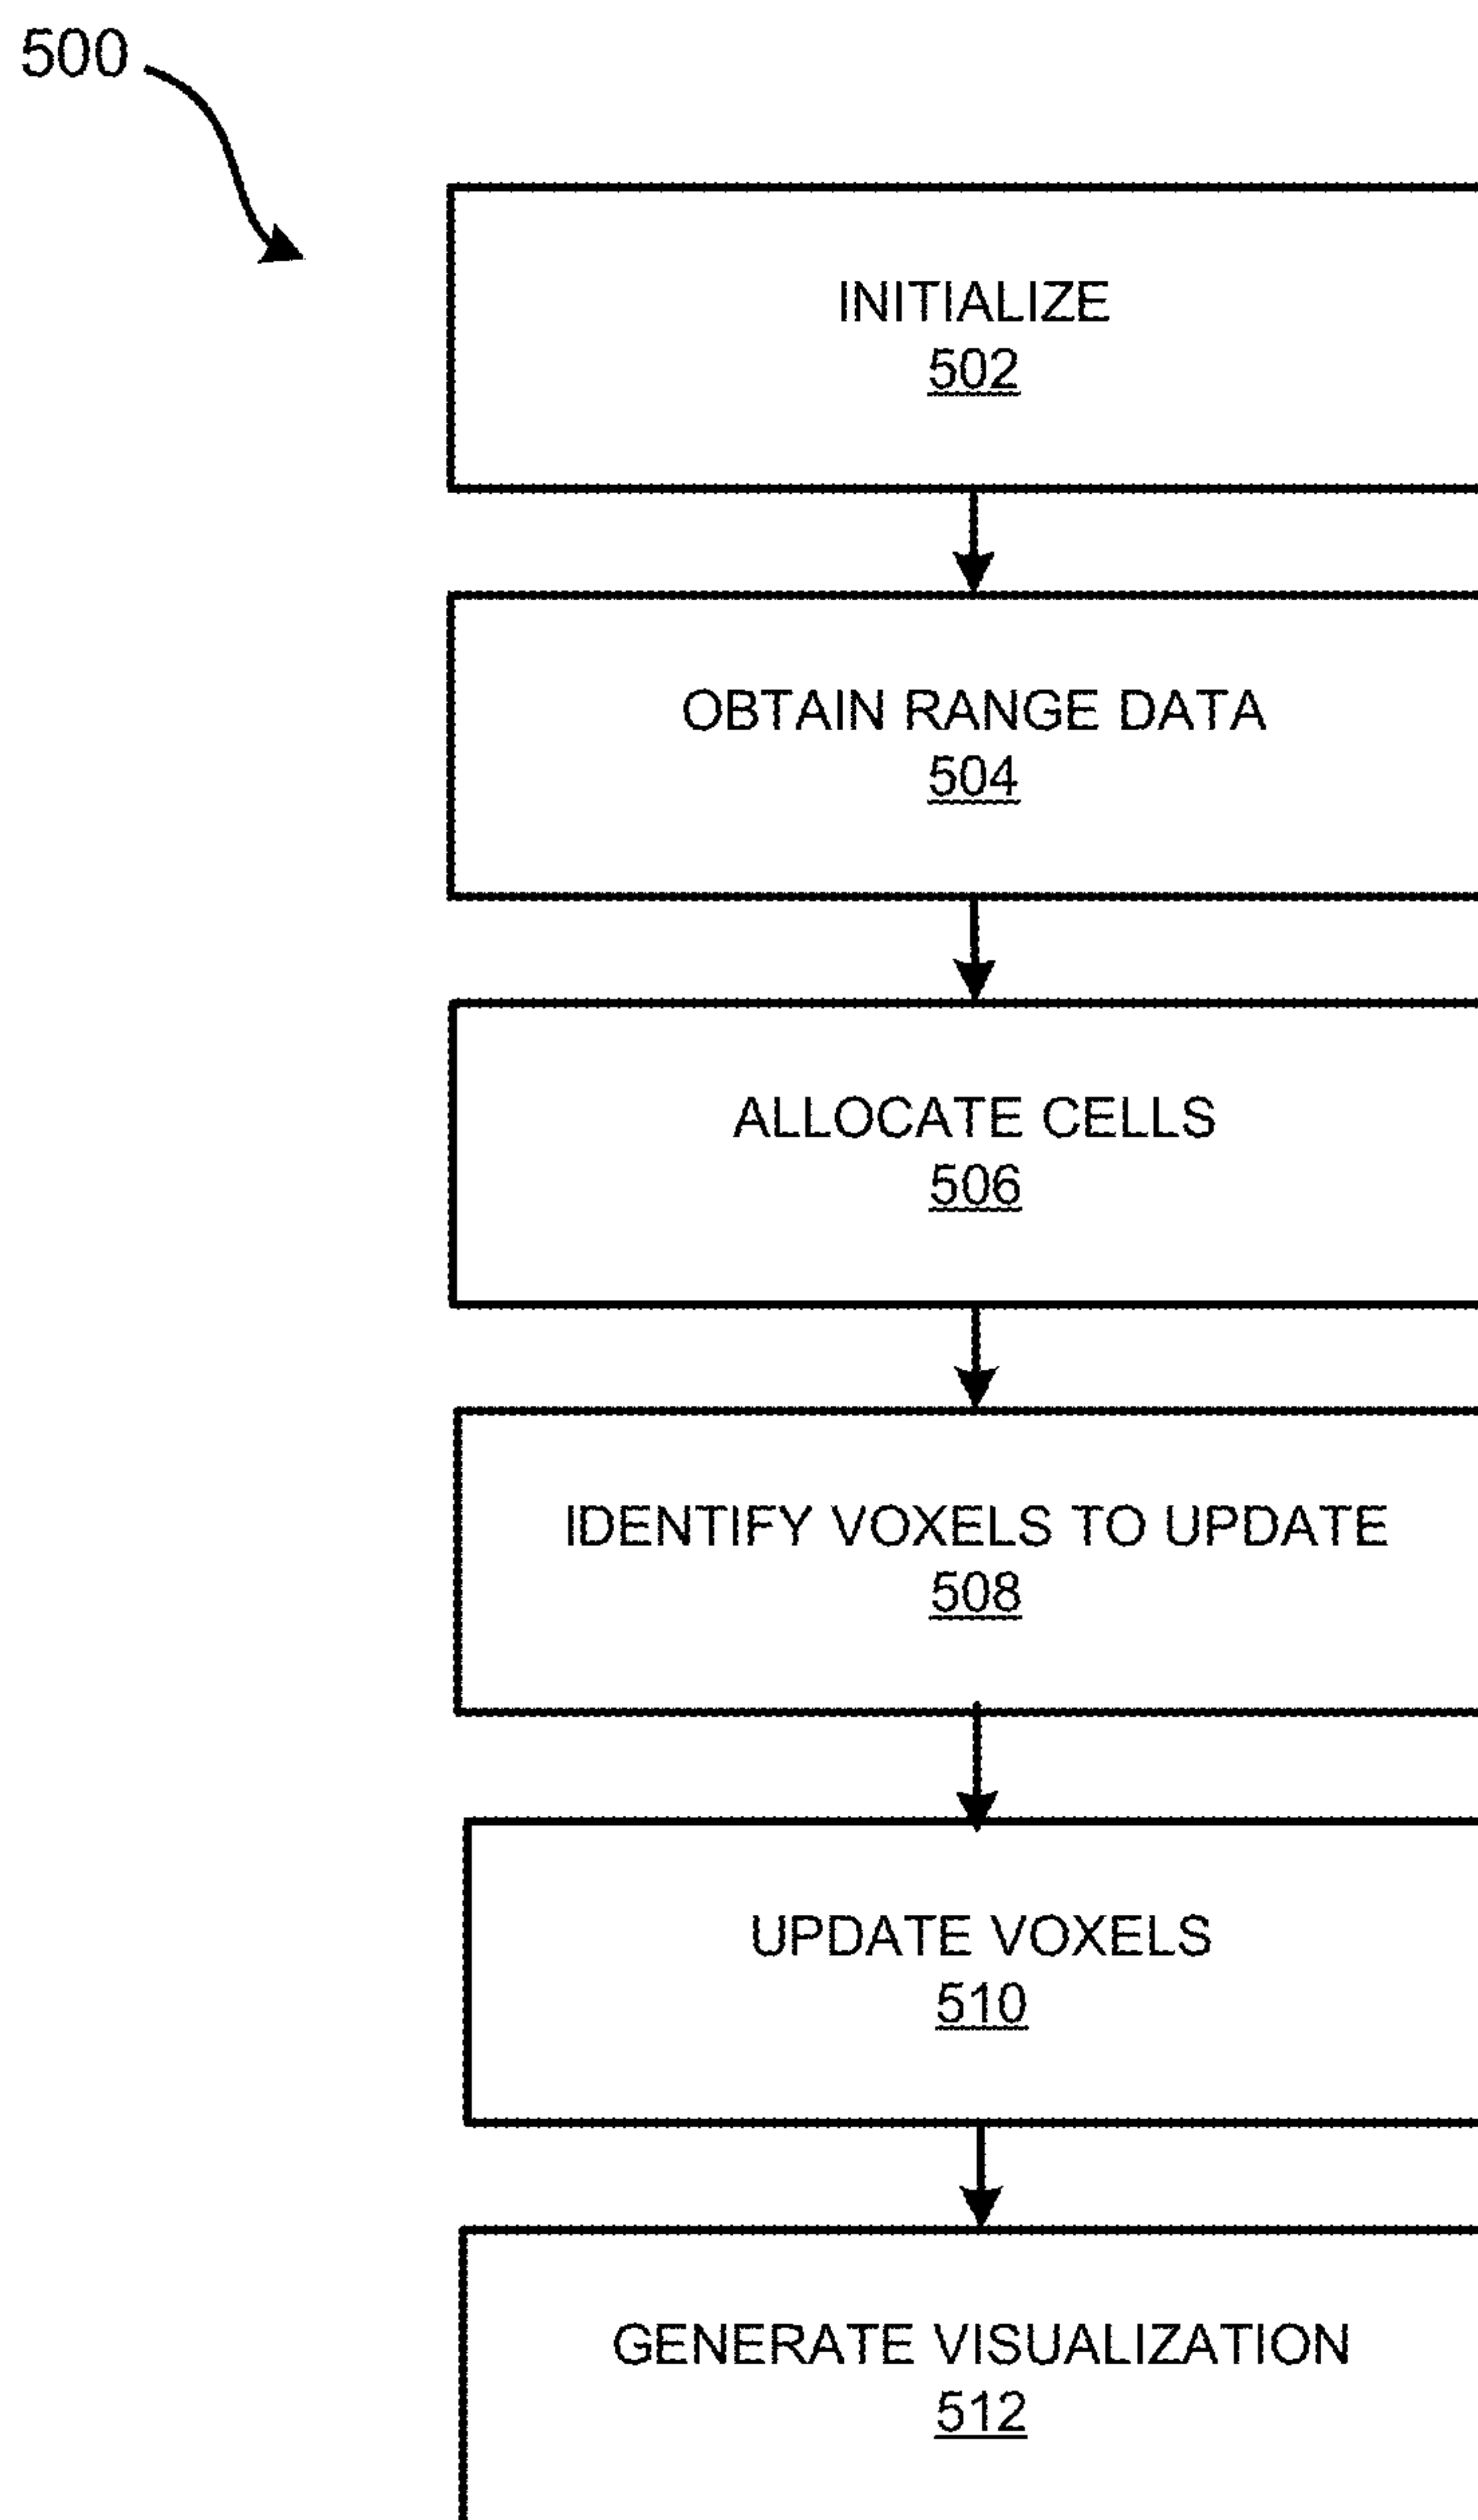 500
INITIALIZE
502
OBTAIN RANGE DATA
504
ALLOCATE CELLS
506
IDENTIFY VOXELS TO UPDATE
508
UPDATE VOXELS
510
GENERATE VISUALIZATION
512